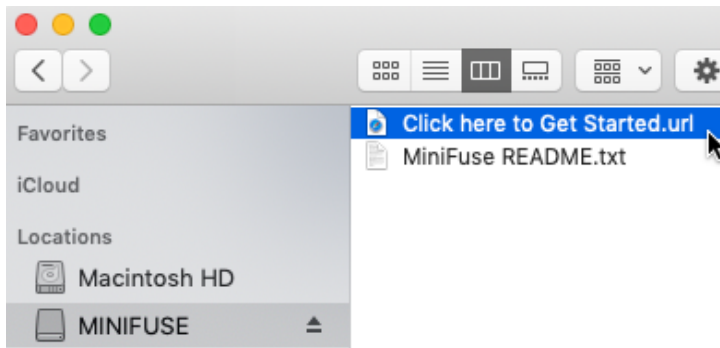 Favorites
iCloud
Locations
Macintosh HD
MINIFUSE
Click here to Get Started.url
MiniFuse README.txt